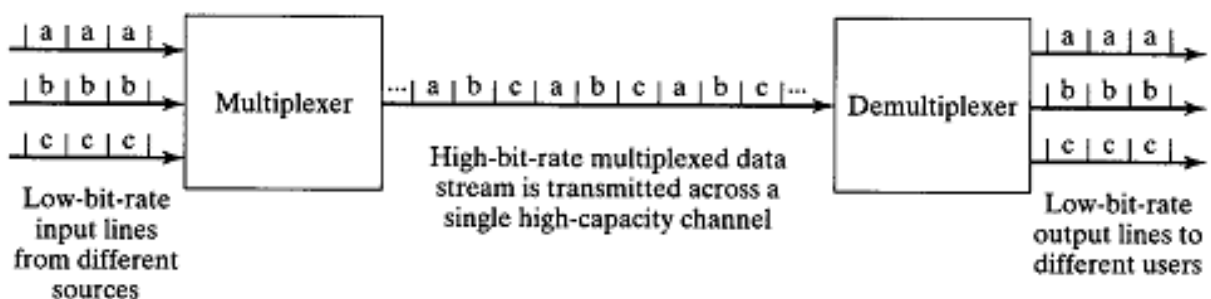 | a | a | a |
| b | b | b |
| c | c | c |
Low-bit-rate
input lines
from different
sources
Multiplexer
...| a | b | c | a | b | c | a | b | c |...
High-bit-rate multiplexed data
stream is transmitted across a
single high-capacity channel
Demultiplexer
| a | a | a |
| b | b | b |
| c | c | c |
Low-bit-rate
output lines to
different users